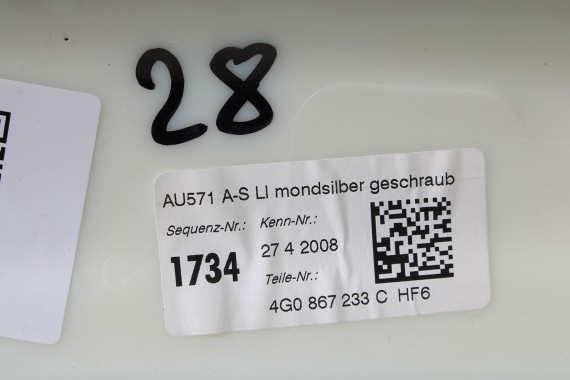 28
AU571 A-S LI mondsilber geschraub
Sequenz-Nr.: Kenn-Nr.:
1734 27 4 2008
Teile-Nr.:
4G0 867 233 C HF6